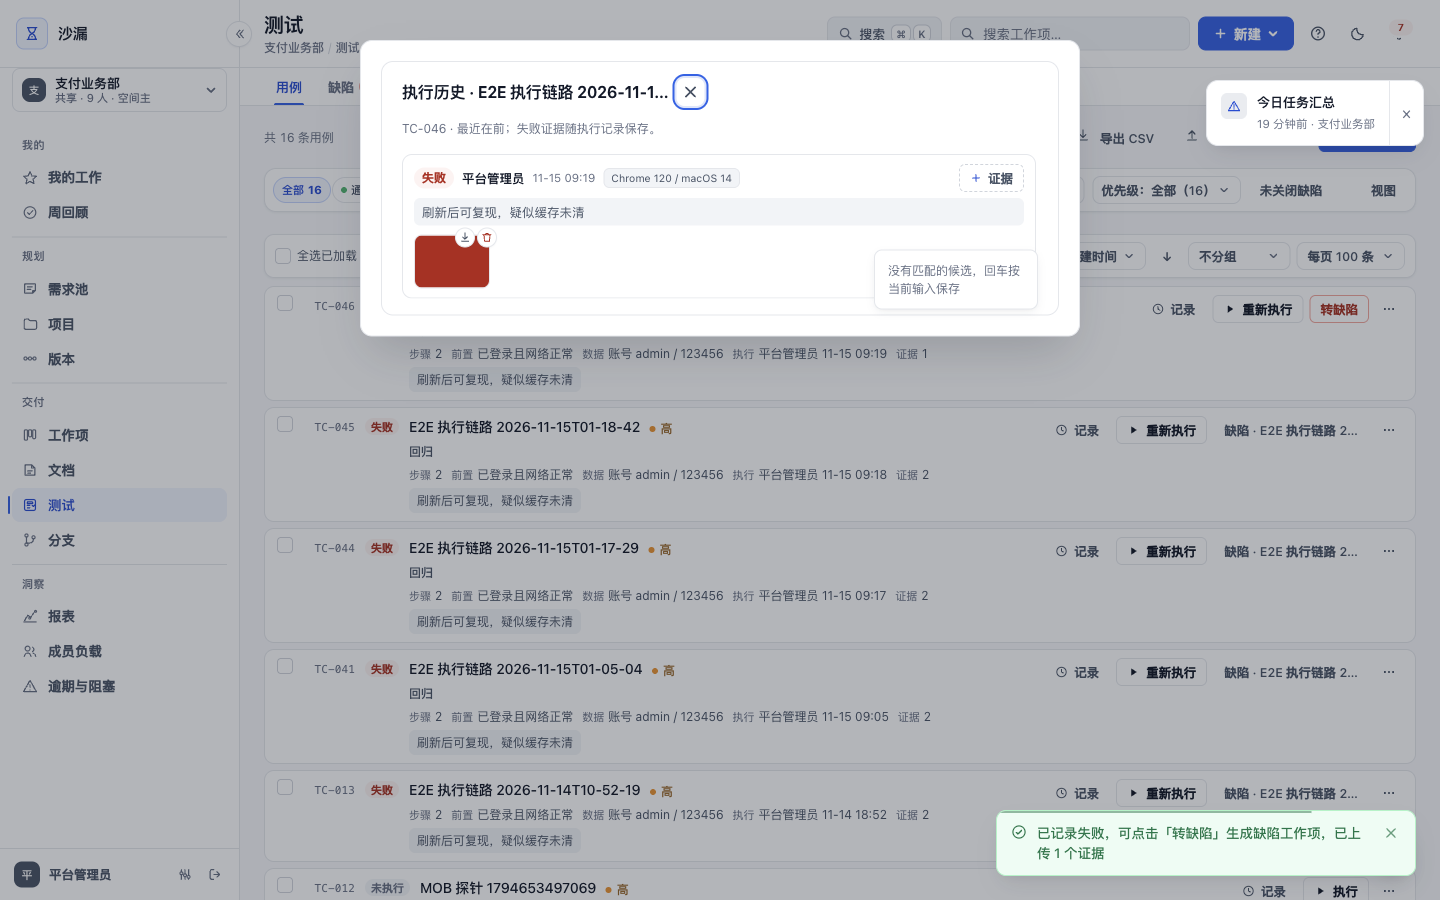 沙漏
支付业务部
共享 · 9 人 · 空间主
我的
我的工作
周回顾
规划
需求池
项目
版本
交付
工作项
文档
测试
分支
洞察
报表
成员负载
逾期与阻塞
平台管理员
测试
支付业务部 / 测试
搜索 ⌘ K
搜索工作项...
新建
7
用例 缺陷
今日任务汇总
19 分钟前 · 支付业务部
共 16 条用例
导出 CSV
全部 16
优先级：全部（16）
未关闭缺陷
视图
全选已加载
建时间
不分组
每页 100 条
执行历史 · E2E 执行链路 2026-11-1...
TC-046 · 最近在前；失败证据随执行记录保存。
失败 平台管理员 11-15 09:19 Chrome 120 / macOS 14
+ 证据
刷新后可复现，疑似缓存未清
没有匹配的候选，回车按
当前输入保存
TC-046
记录 重新执行 转缺陷 ···
步骤 2 前置 已登录且网络正常 数据 账号 admin / 123456 执行 平台管理员 11-15 09:19 证据 1
刷新后可复现，疑似缓存未清
TC-045 失败 E2E 执行链路 2026-11-15T01-18-42 高
记录 重新执行 缺陷 · E2E 执行链路 2... ···
回归
步骤 2 前置 已登录且网络正常 数据 账号 admin / 123456 执行 平台管理员 11-15 09:18 证据 2
刷新后可复现，疑似缓存未清
TC-044 失败 E2E 执行链路 2026-11-15T01-17-29 高
记录 重新执行 缺陷 · E2E 执行链路 2... ···
回归
步骤 2 前置 已登录且网络正常 数据 账号 admin / 123456 执行 平台管理员 11-15 09:17 证据 2
刷新后可复现，疑似缓存未清
TC-041 失败 E2E 执行链路 2026-11-15T01-05-04 高
记录 重新执行 缺陷 · E2E 执行链路 2... ···
回归
步骤 2 前置 已登录且网络正常 数据 账号 admin / 123456 执行 平台管理员 11-15 09:05 证据 2
刷新后可复现，疑似缓存未清
TC-013 失败 E2E 执行链路 2026-11-14T10-52-19 高
记录 重新执行 缺陷 · E2E 执行链路 2... ···
步骤 2 前置 已登录且网络正常 数据 账号 admin / 123456 执行 平台管理员 11-14 18:52 证据 2
刷新后可复现，疑似缓存未清
TC-012 未执行 MOB 探针 1794653497069 高
记录 执行 ···
已记录失败，可点击「转缺陷」生成缺陷工作项，已上
传 1 个证据